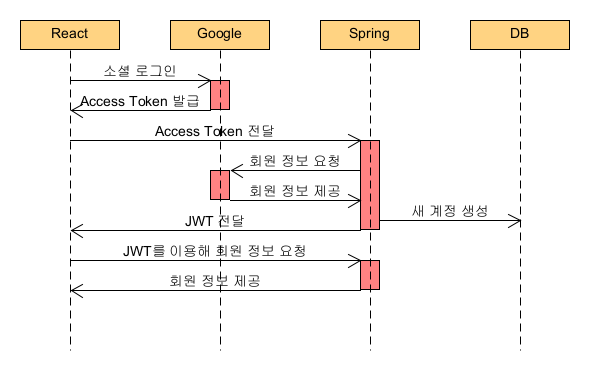 React
Google
Spring
DB
소셜 로그인
Access Token 발급
Access Token 전달
회원 정보 요청
회원 정보 제공
새 계정 생성
JWT 전달
JWT를 이용해 회원 정보 요청
회원 정보 제공